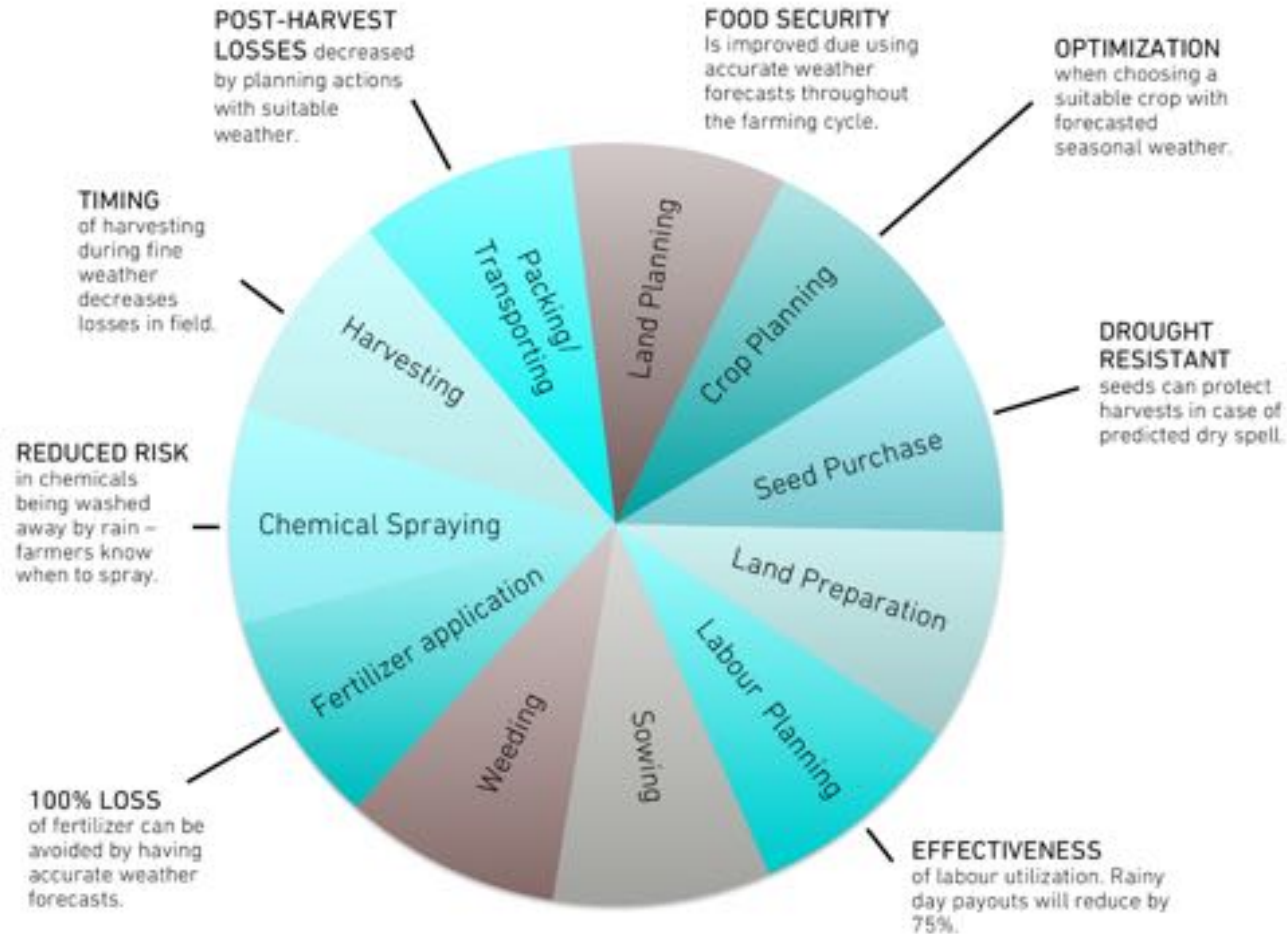 POST-HARVEST
LOSSES decreased
by planning actions
with suitable
weather.
FOOD SECURITY
Is improved due using
accurate weather
forecasts throughout
the farming cycle.
OPTIMIZATION
when choosing a
suitable crop with
forecasted
seasonal weather.
TIMING
of harvesting
during fine
weather
decreases
losses in field.
DROUGHT
RESISTANT
seeds can protect
harvests in case of
predicted dry spell.
REDUCED RISK
in chemicals
being washed
away by rain –
farmers know
when to spray.
100% LOSS
of fertilizer can be
avoided by having
accurate weather
forecasts.
EFFECTIVENESS
of labour utilization. Rainy
day payouts will reduce by
75%.
Land Planning
Crop Planning
Seed Purchase
Land Preparation
Labour Planning
Sowing
Weeding
Fertilizer application
Chemical Spraying
Harvesting
Packing/
Transporting